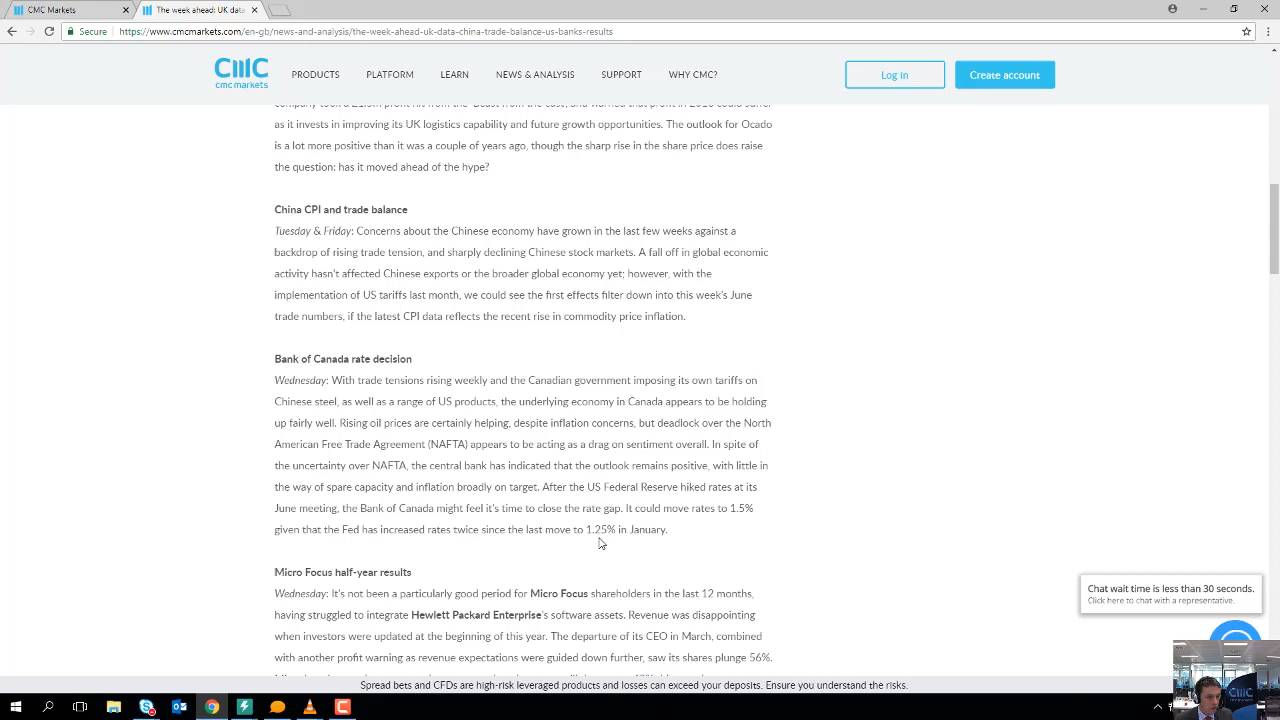 CMC Markets
The week ahead: UK data
Secure
https://www.cmcmarkets.com/en-gb/news-and-analysis/the-week-ahead-uk-data-china-trade-balance-us-banks-results
cmc markets
PRODUCTS PLATFORM LEARN NEWS & ANALYSIS SUPPORT WHY CMC?
Log in
Create account
as it invests in improving its UK logistics capability and future growth opportunities. The outlook for Ocado
is a lot more positive than it was a couple of years ago, though the sharp rise in the share price does raise
the question: has it moved ahead of the hype?
China CPI and trade balance
Tuesday & Friday: Concerns about the Chinese economy have grown in the last few weeks against a
backdrop of rising trade tension, and sharply declining Chinese stock markets. A fall off in global economic
activity hasn't affected Chinese exports or the broader global economy yet; however, with the
implementation of US tariffs last month, we could see the first effects filter down into this week's June
trade numbers, if the latest CPI data reflects the recent rise in commodity price inflation.
Bank of Canada rate decision
Wednesday: With trade tensions rising weekly and the Canadian government imposing its own tariffs on
Chinese steel, as well as a range of US products, the underlying economy in Canada appears to be holding
up fairly well. Rising oil prices are certainly helping, despite inflation concerns, but deadlock over the North
American Free Trade Agreement (NAFTA) appears to be acting as a drag on sentiment overall. In spite of
the uncertainty over NAFTA, the central bank has indicated that the outlook remains positive, with little in
the way of spare capacity and inflation broadly on target. After the US Federal Reserve hiked rates at its
June meeting, the Bank of Canada might feel it's time to close the rate gap. It could move rates to 1.5%
given that the Fed has increased rates twice since the last move to 1.25% in January.
Micro Focus half-year results
Wednesday: It's not been a particularly good period for Micro Focus shareholders in the last 12 months,
having struggled to integrate Hewlett Packard Enterprise's software assets. Revenue was disappointing
when investors were updated at the beginning of this year. The departure of its CEO in March, combined
with another profit warning as revenue expectations were guided down further, saw its shares plunge 56%.
Chat wait time is less than 30 seconds.
Click here to chat with a representative.
Spread bets and CFDs are high-risk leveraged products and losses can exceed your deposits. Ensure you understand the risks.